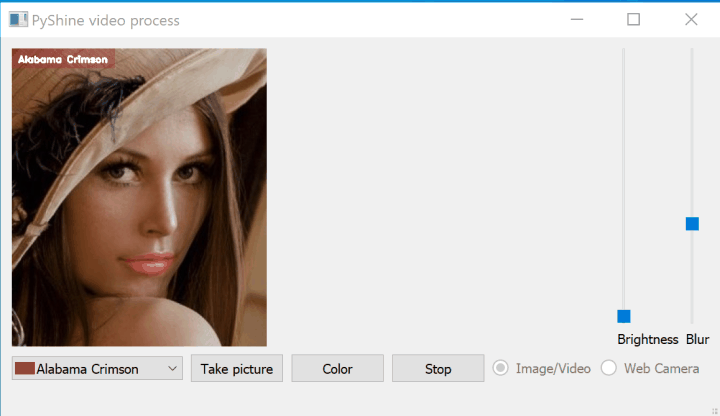 PyShine video process
Alabama Crimson
Brightness Blur
Alabama Crimson Take picture Color Stop Image/Video Web Camera